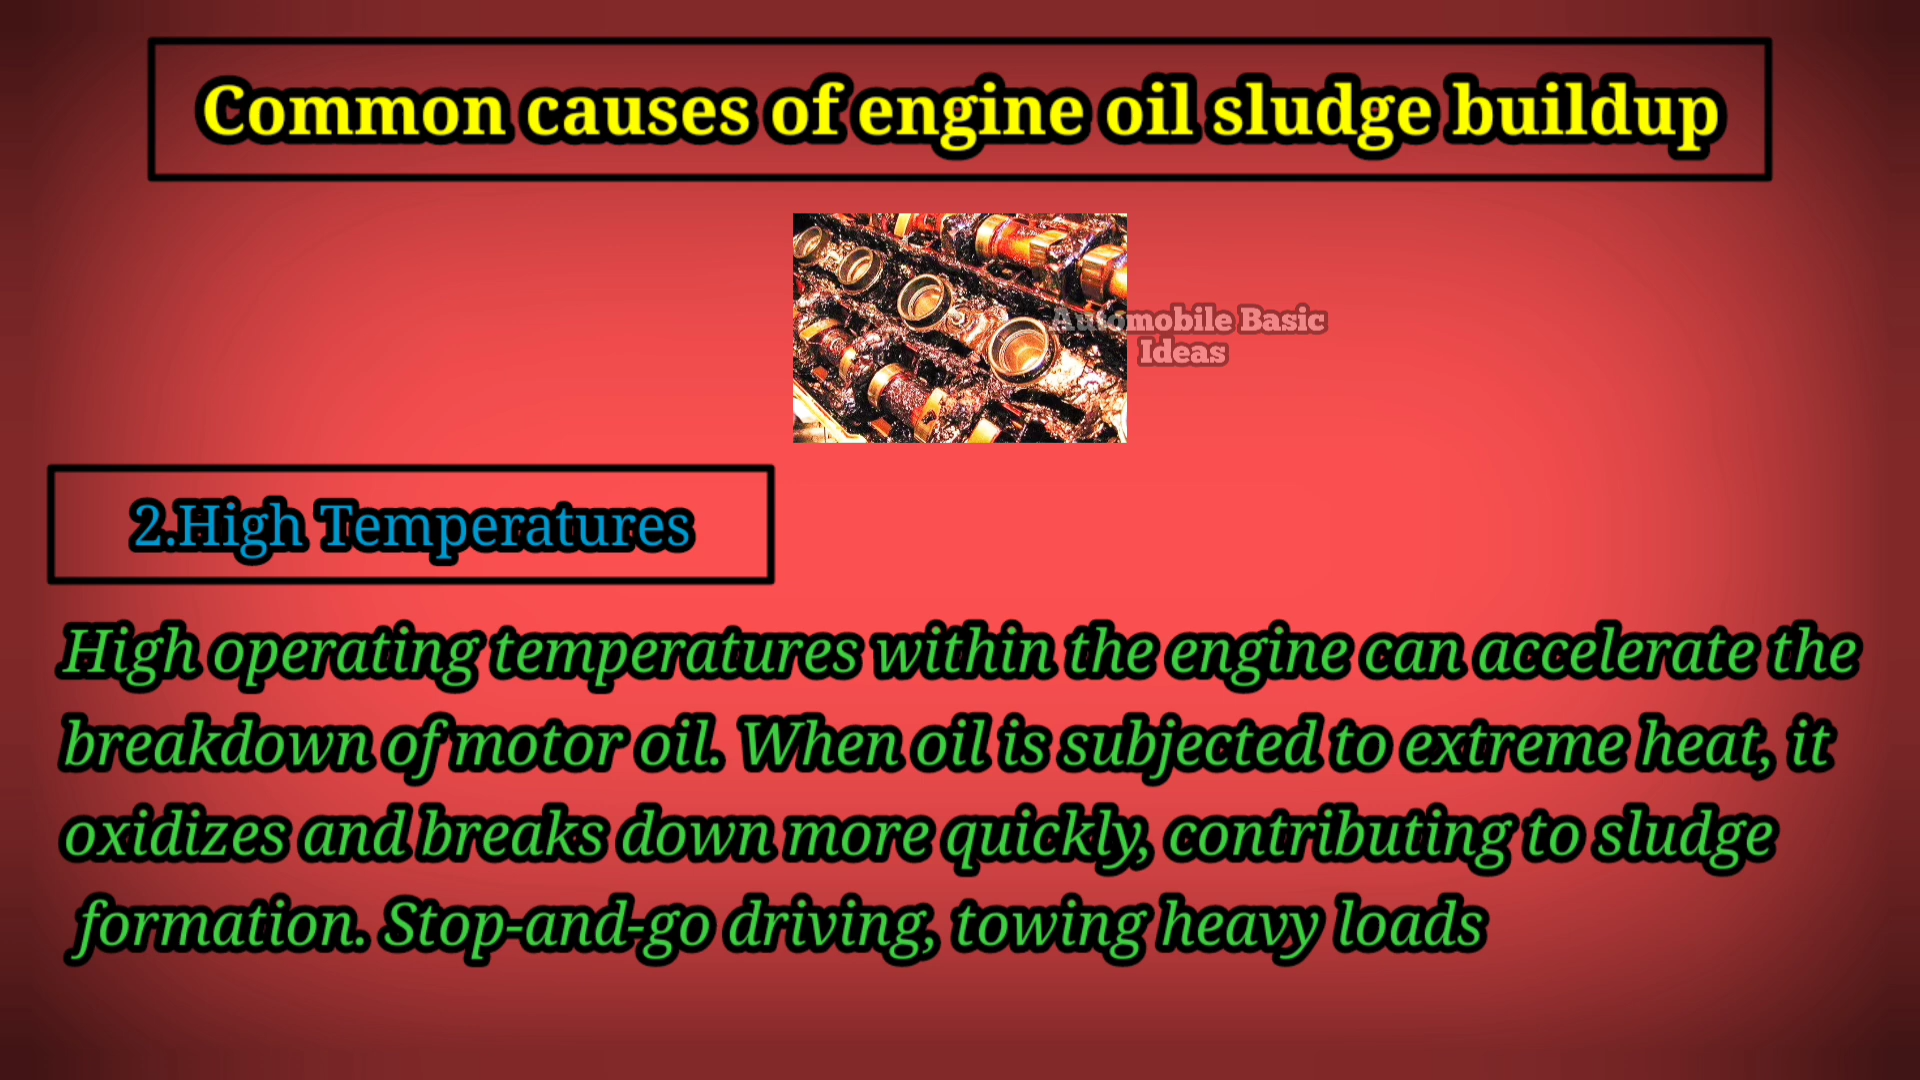 Common causes of engine oil sludge buildup
Automobile Basic
Ideas
2.High Temperatures
High operating temperatures within the engine can accelerate the
breakdown of motor oil. When oil is subjected to extreme heat, it
oxidizes and breaks down more quickly, contributing to sludge
formation. Stop-and-go driving, towing heavy loads